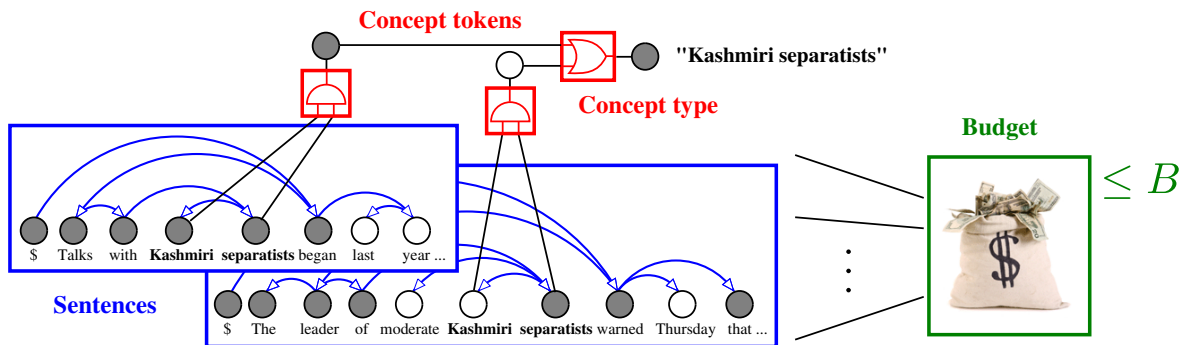 Concept tokens
"Kashmiri separatists"
Concept type
Budget
≤ B
$ Talks with Kashmiri separatists began last year ...
Sentences
$ The leader of moderate Kashmiri separatists warned Thursday that ...
$